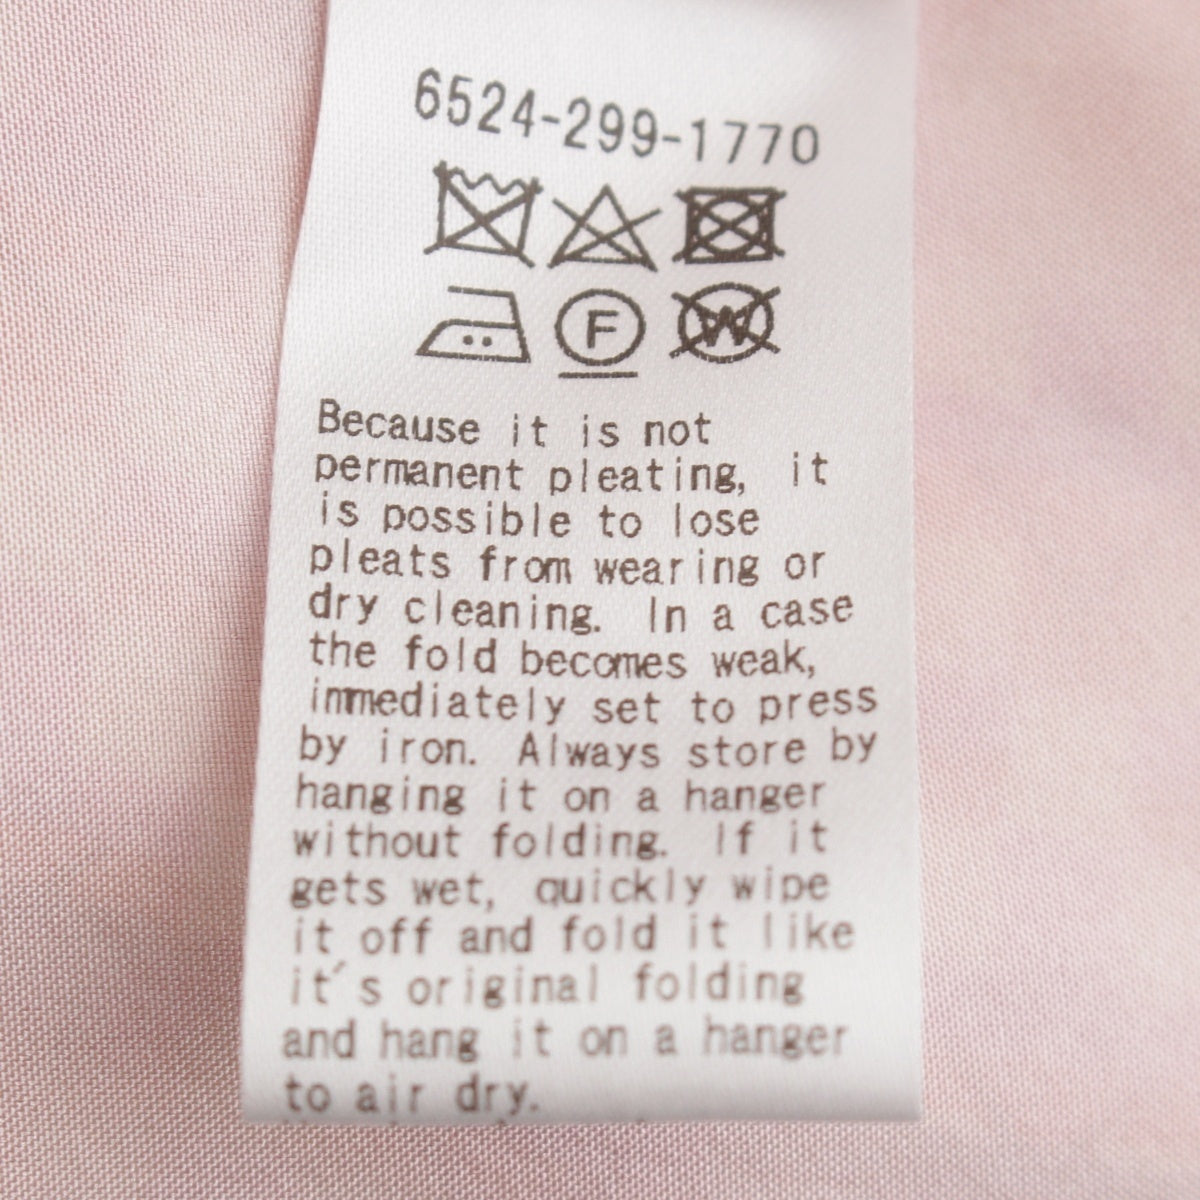 6524-299-1770
F W
Because it is not
permanent pleating, it
is possible to lose
pleats from wearing or
dry cleaning. In a case
the fold becomes weak,
immediately set to press
by iron. Always store by
hanging it on a hanger
without folding. If it
gets wet, quickly wipe
it off and fold it like
it's original folding
and hang it on a hanger
to air dry.